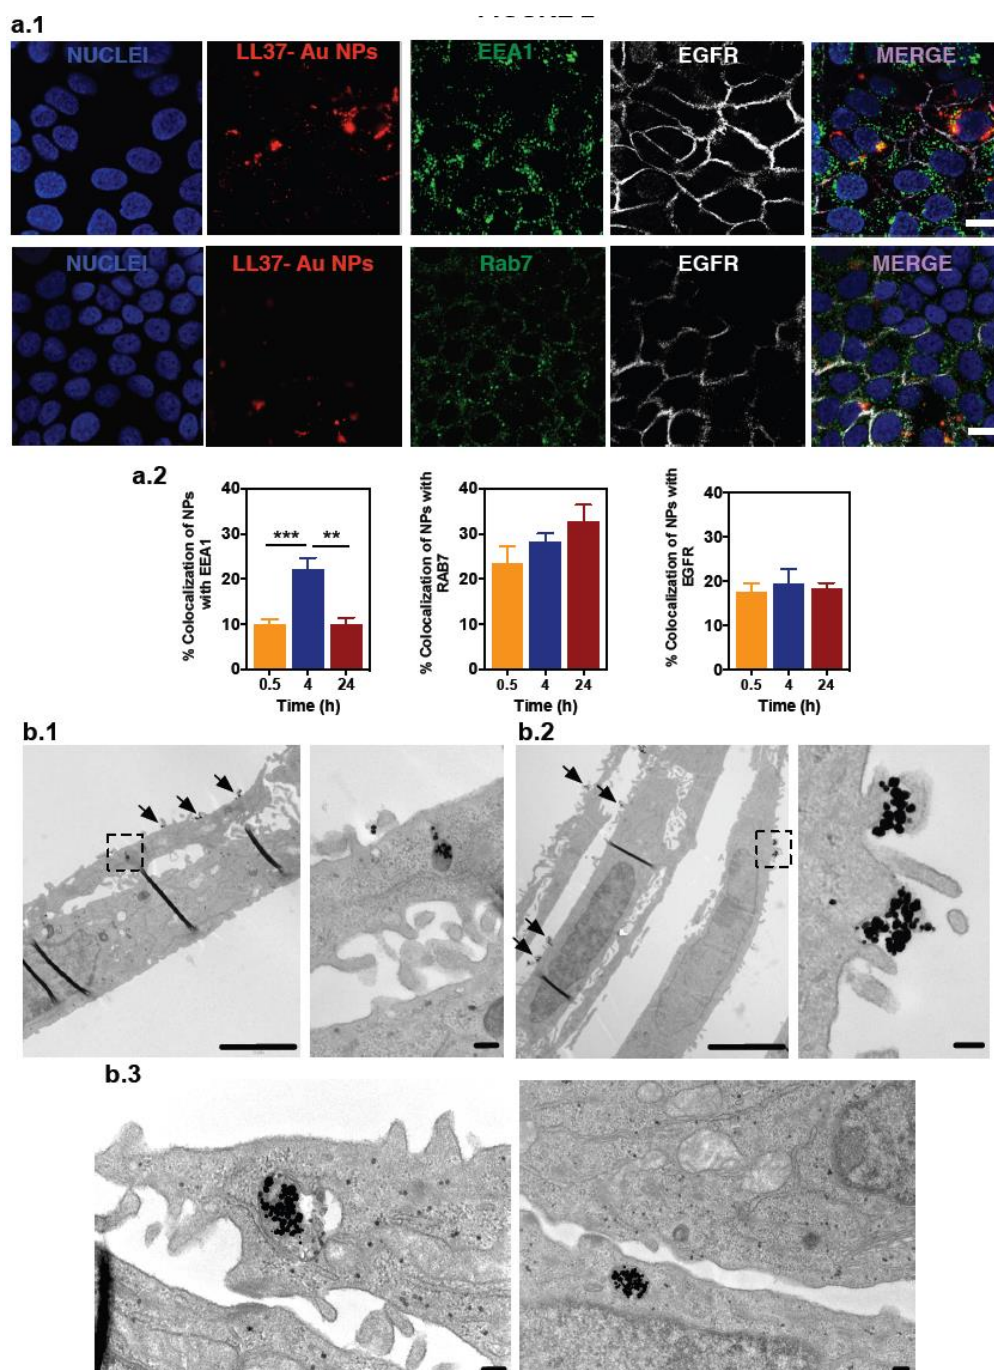 a.1
NUCLEI LL37- Au NPs EEA1 EGFR MERGE
NUCLEI LL37- Au NPs Rab7 EGFR MERGE
a.2
% Colocalization of NPs
with EEA1
40
30
20
10
0
*** **
0.5 4 24
Time (h)
% Colocalization of NPs with
RAB7
40
30
20
10
0
0.5 4 24
Time (h)
% Colocalization of NPs with
EGFR
40
30
20
10
0
0.5 4 24
Time (h)
b.1
b.2
b.3